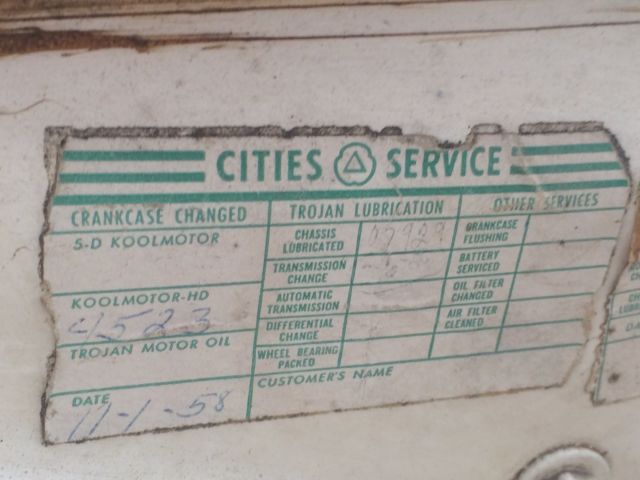 CITIES SERVICE
CRANKCASE CHANGED
5-D KOOLMOTOR
KOOLMOTOR-HD
4523
TROJAN MOTOR OIL
DATE
11-1-58
TROJAN LUBRICATION
CHASSIS
LUBRICATED
TRANSMISSION
CHANGE
AUTOMATIC
TRANSMISSION
DIFFERENTIAL
CHANGE
WHEEL BEARING
PACKED
CUSTOMER'S NAME
OTHER SERVICES
CRANKCASE
FLUSHING
BATTERY
SERVICED
OIL FILTER
CHANGED
AIR FILTER
CLEANED